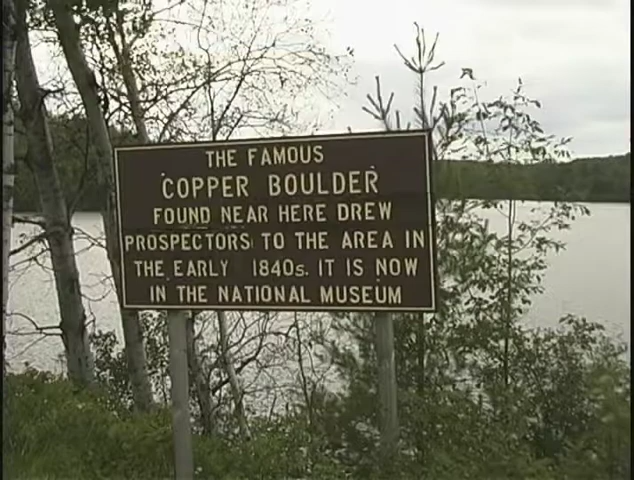 THE FAMOUS
COPPER BOULDER
FOUND NEAR HERE DREW
PROSPECTORS TO THE AREA IN
THE EARLY 1840s. IT IS NOW
IN THE NATIONAL MUSEUM